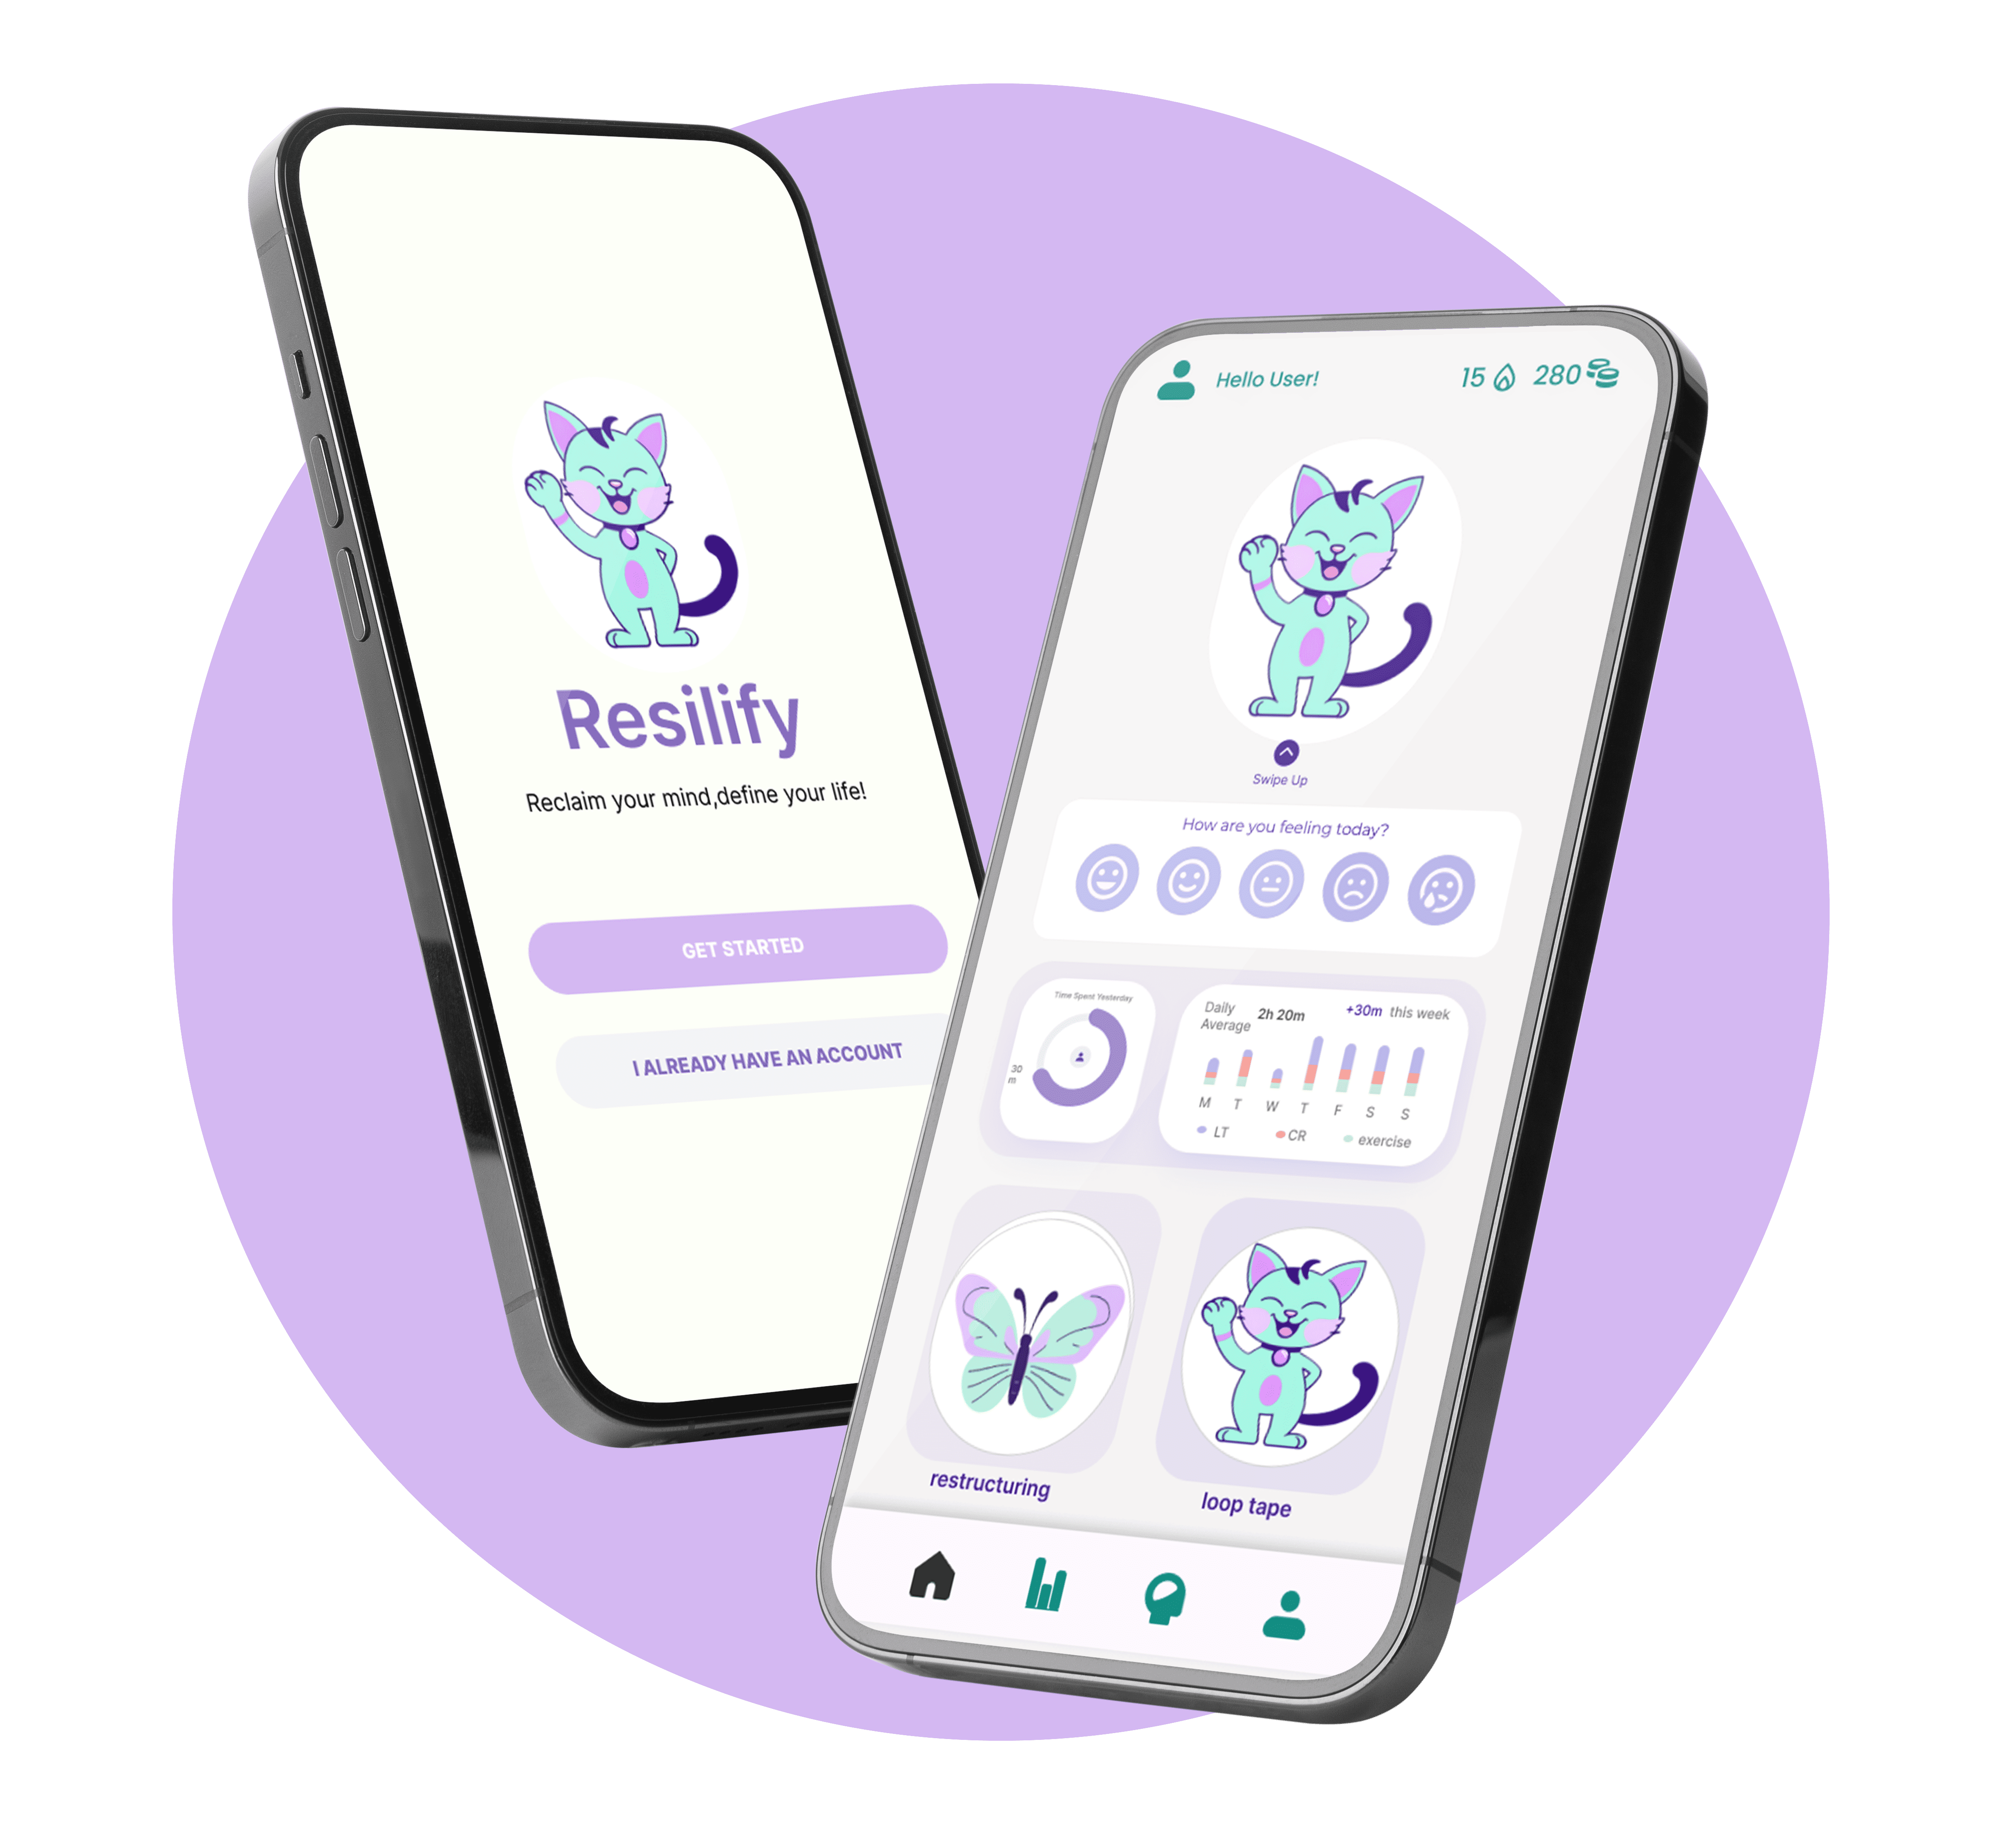 Resilify
Reclaim your mind,define your life!
GET STARTED
I ALREADY HAVE AN ACCOUNT
Hello User!
15
280
Swipe Up
How are you feeling today?
Time Spent Yesterday
30
m
Daily
Average
2h 20m
+30m this week
M T W T F S S
LT CR exercise
restructuring
loop tape